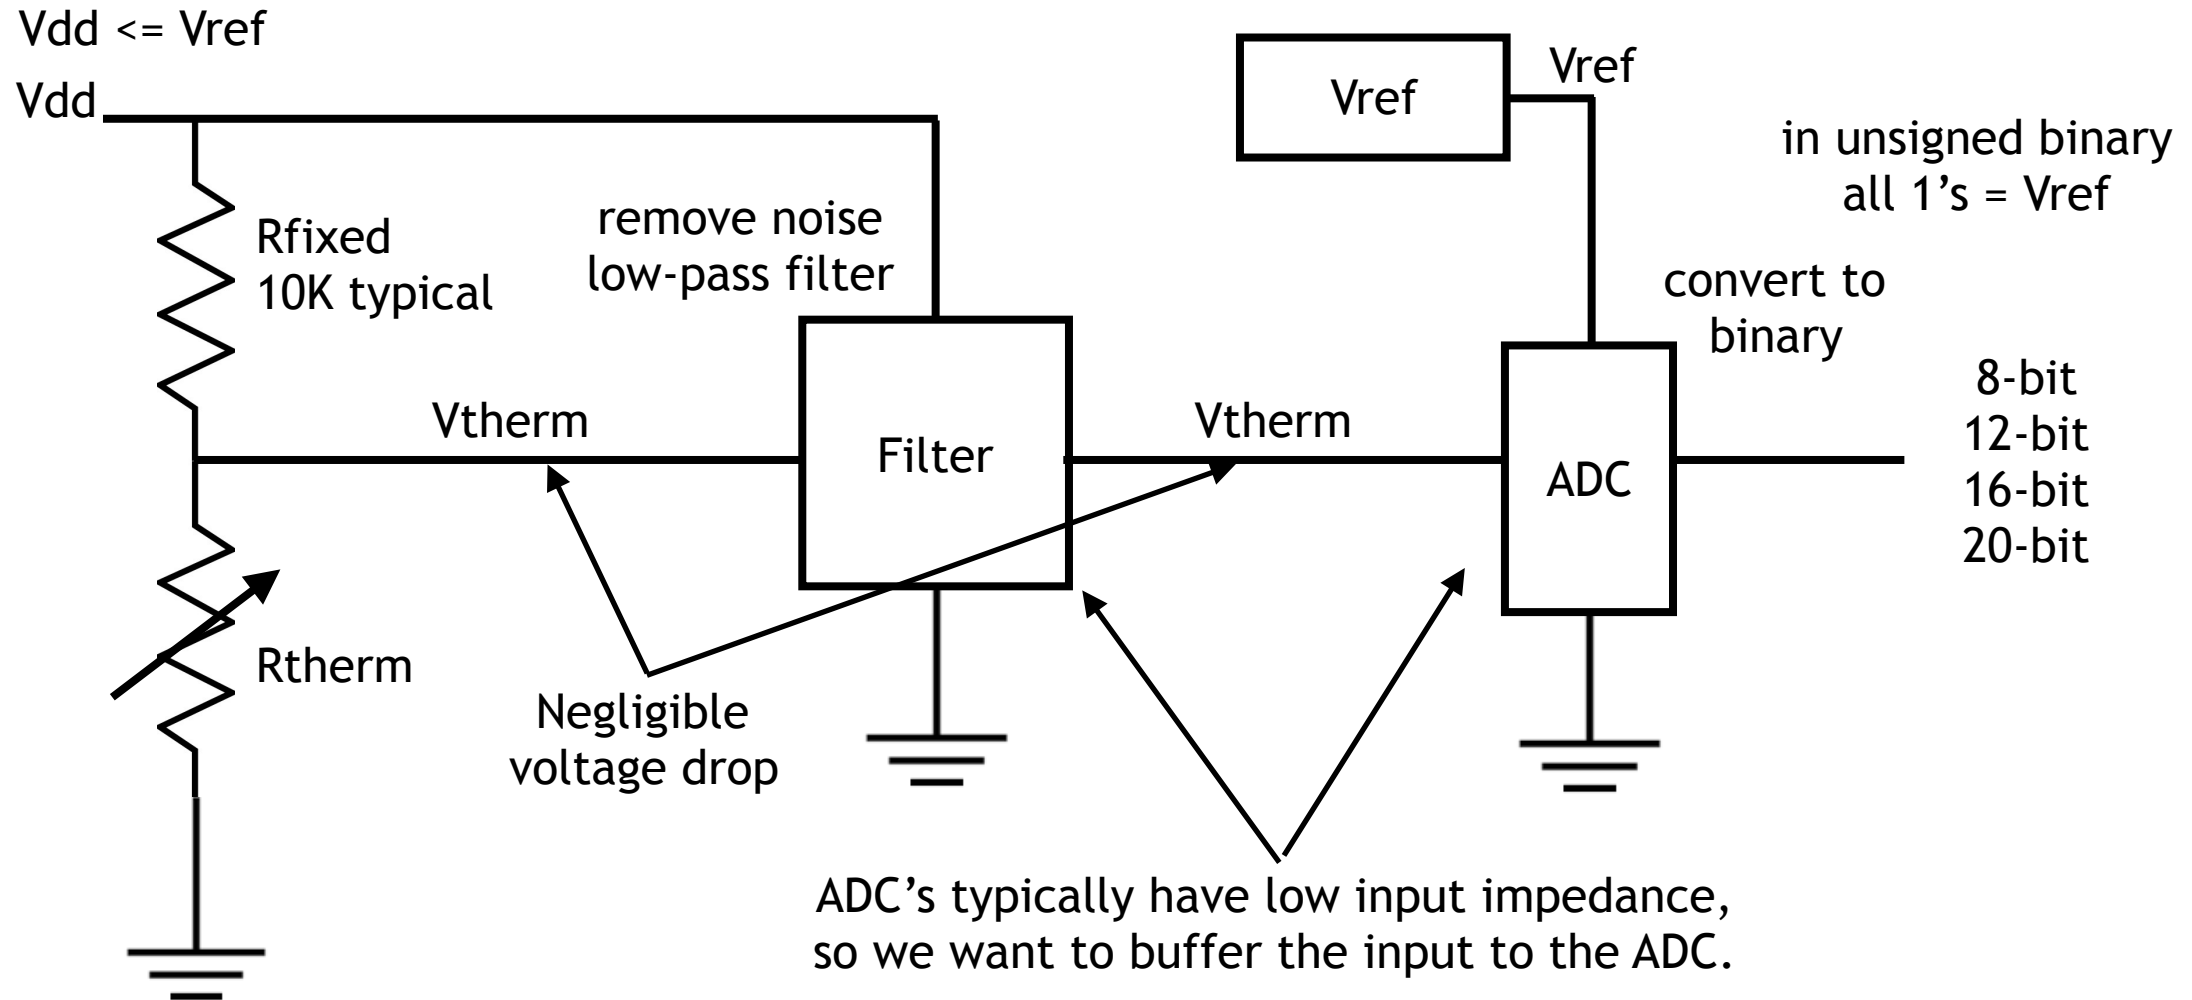 Vdd <= Vref
Vdd
Rfixed
10K typical
remove noise
low-pass filter
Vref
Vref
in unsigned binary
all 1’s = Vref
convert to
binary
8-bit
12-bit
16-bit
20-bit
Vtherm
Filter
Vtherm
ADC
Rtherm
Negligible
voltage drop
ADC’s typically have low input impedance,
so we want to buffer the input to the ADC.